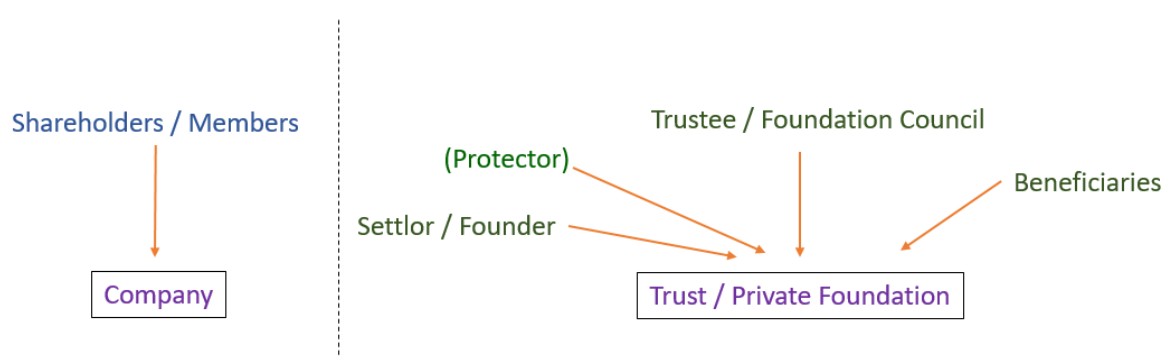 Shareholders / Members
Company
Trustee / Foundation Council
(Protector)
Beneficiaries
Settlor / Founder
Trust / Private Foundation